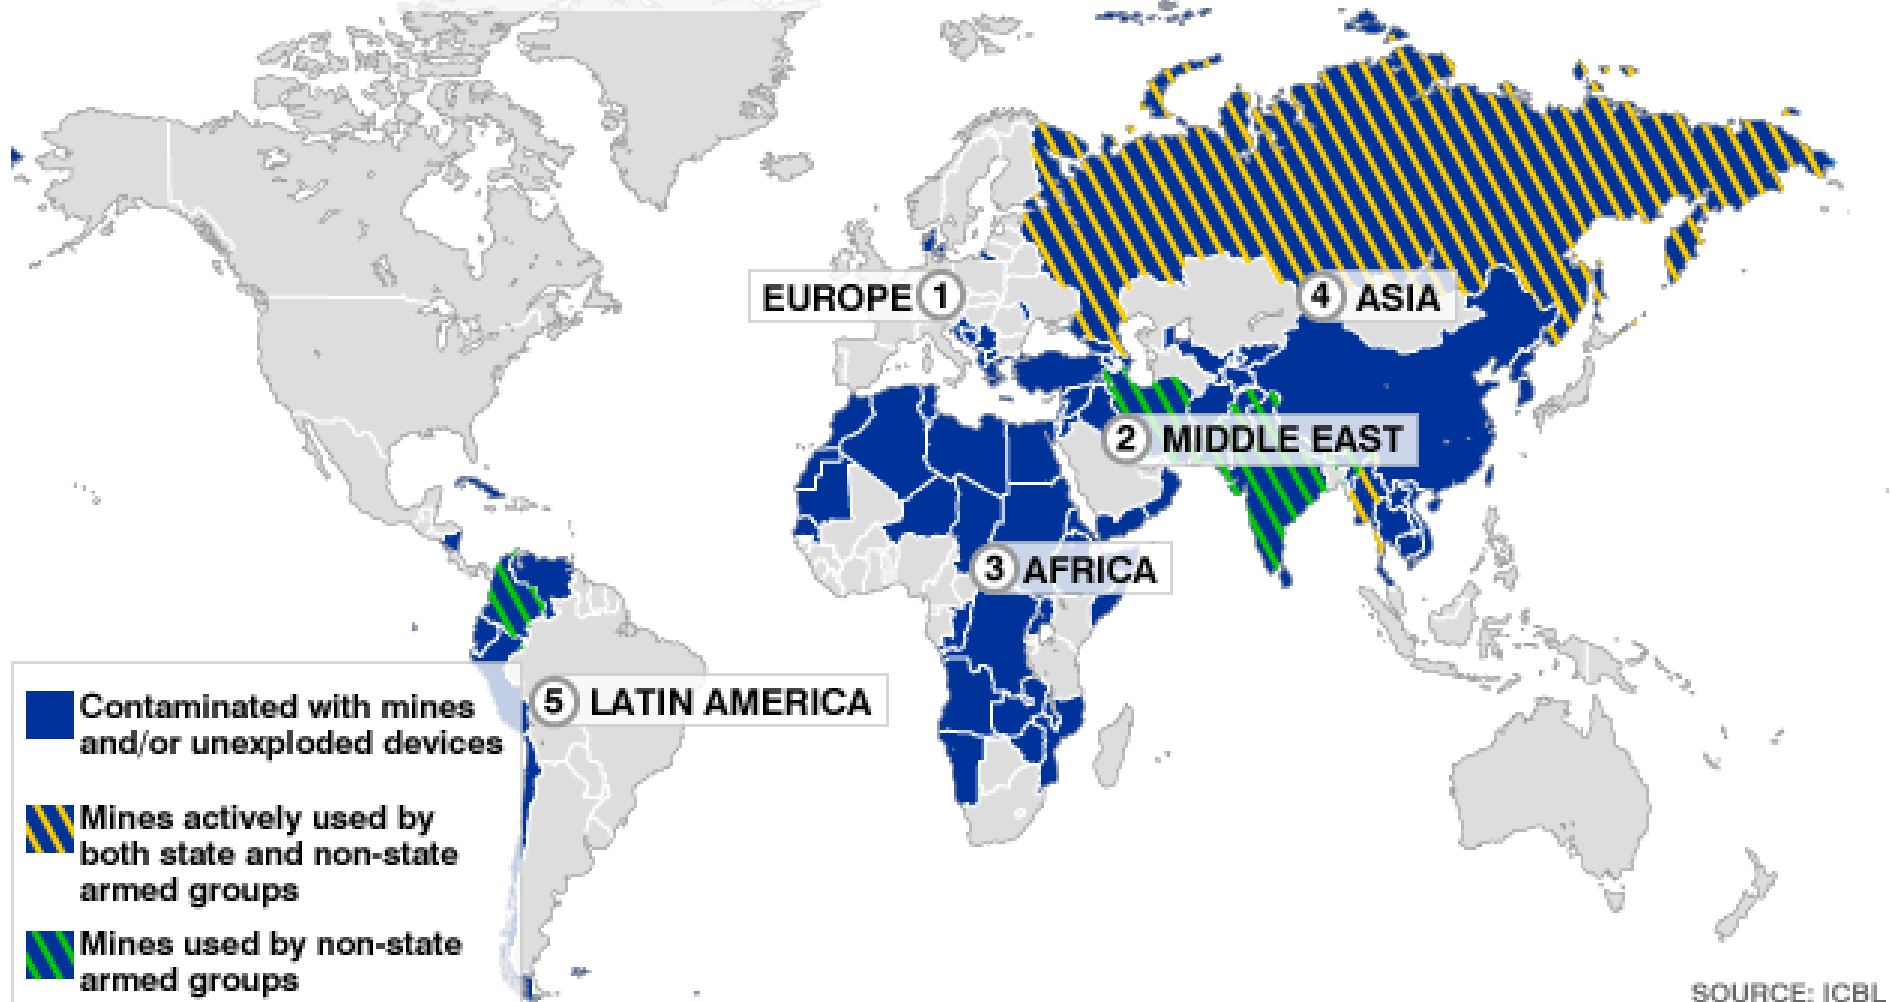 EUROPE 1
4 ASIA
2 MIDDLE EAST
3 AFRICA
5 LATIN AMERICA
Contaminated with mines
and/or unexploded devices
Mines actively used by
both state and non-state
armed groups
Mines used by non-state
armed groups
SOURCE: ICBL